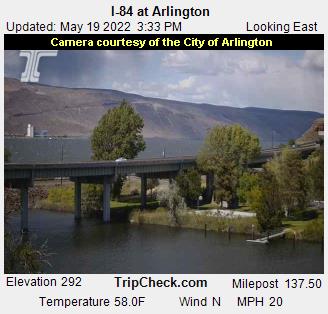 I-84 at Arlington
Updated: May 19 2022 3:33 PM Looking East
Camera courtesy of the City of Arlington
Elevation 292 TripCheck.com Milepost 137.50
Temperature 58.0F Wind N MPH 20